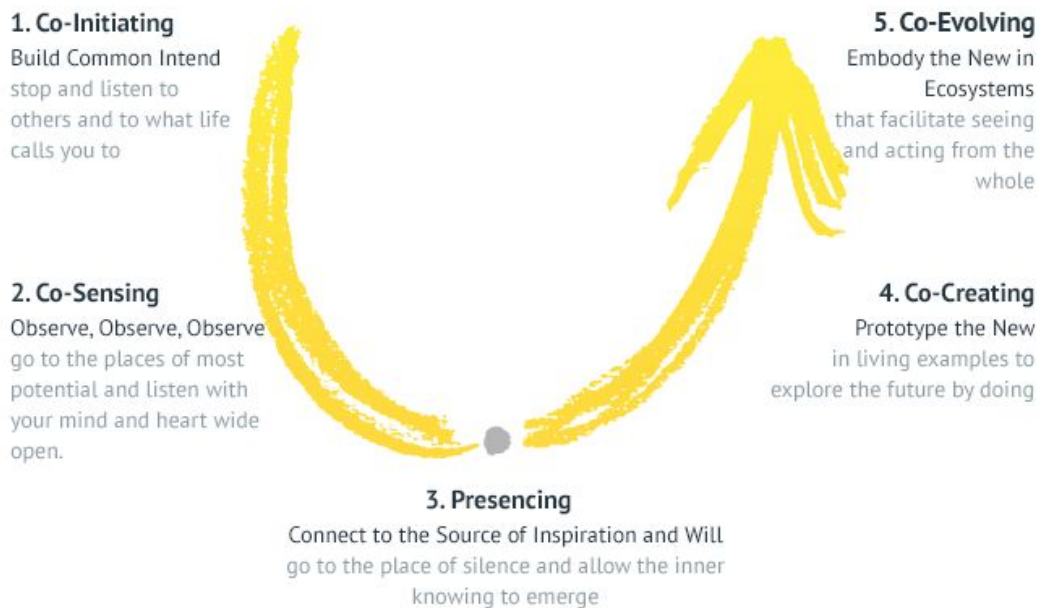 1. Co-Initiating
Build Common Intend
stop and listen to
others and to what life
calls you to
2. Co-Sensing
Observe, Observe, Observe
go to the places of most
potential and listen with
your mind and heart wide
open.
3. Presencing
Connect to the Source of Inspiration and Will
go to the place of silence and allow the inner
knowing to emerge
4. Co-Creating
Prototype the New
in living examples to
explore the future by doing
5. Co-Evolving
Embody the New in
Ecosystems
that facilitate seeing
and acting from the
whole